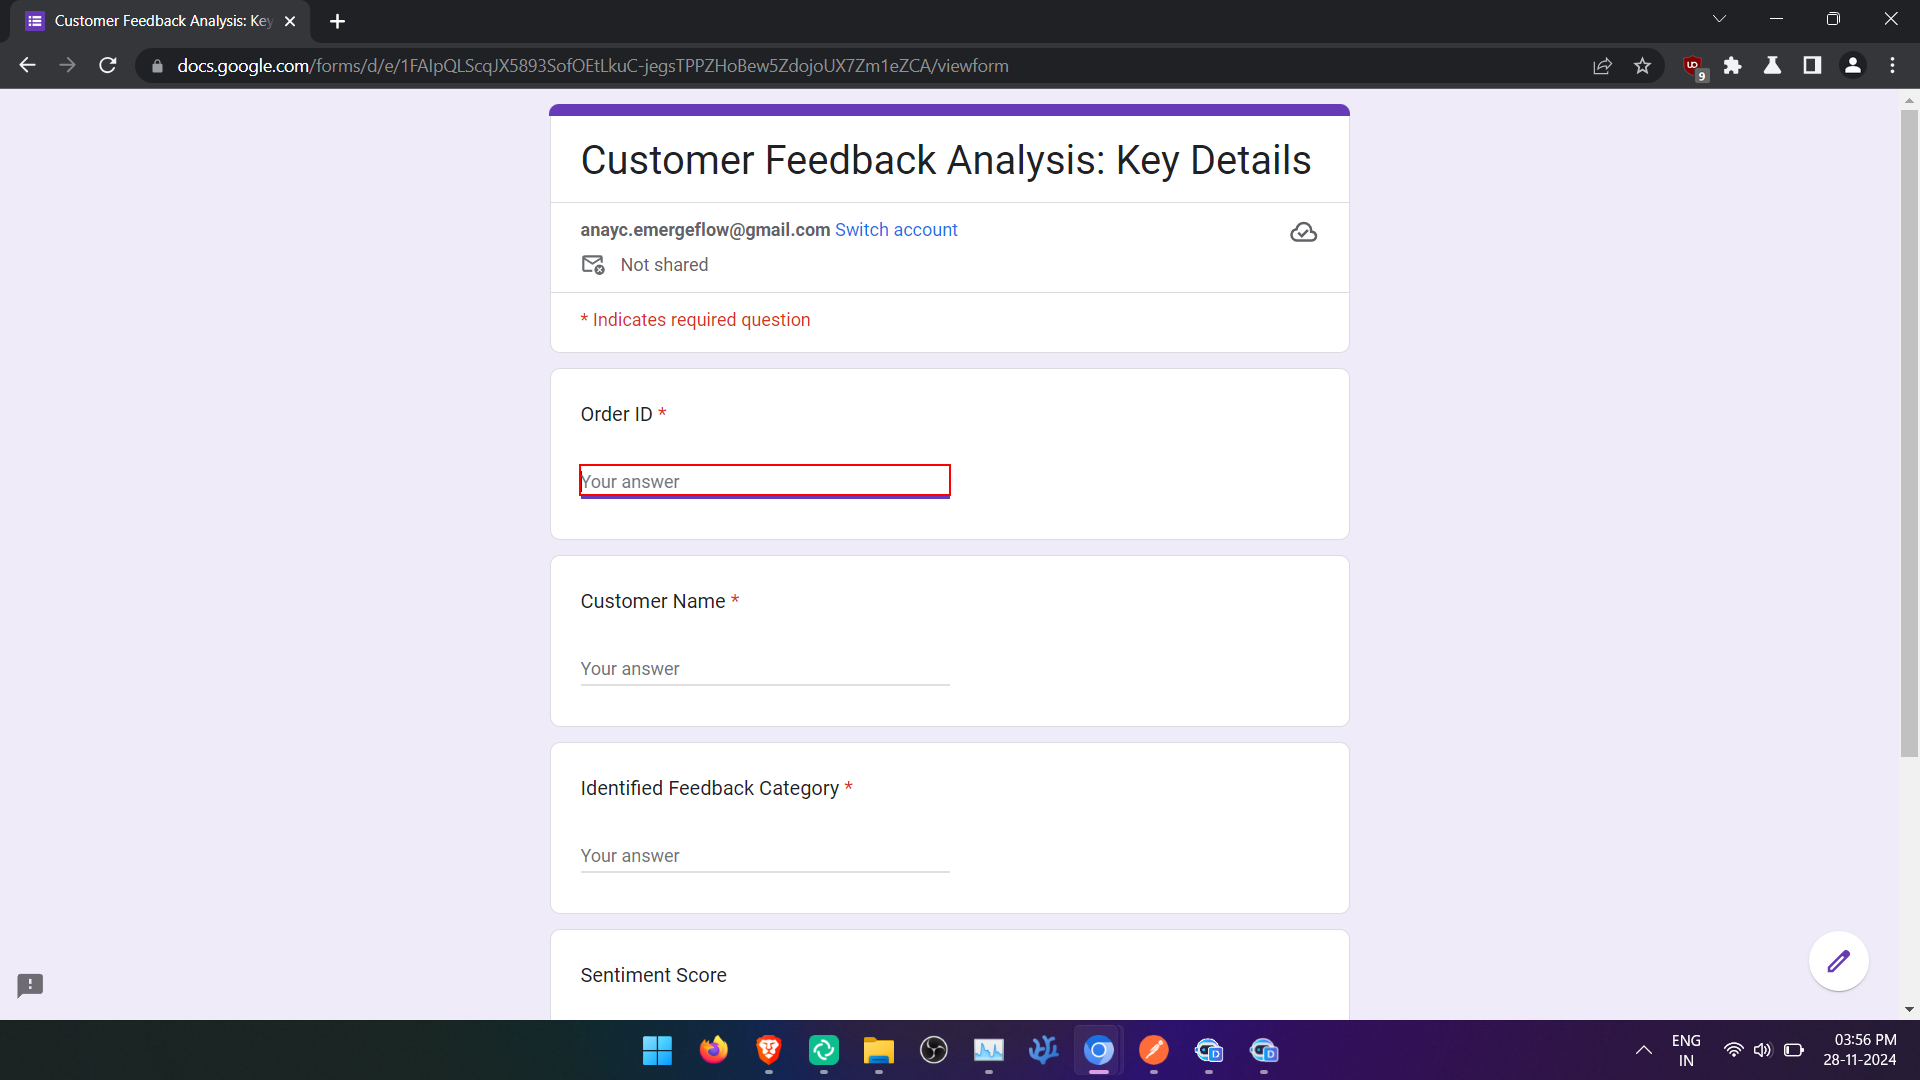 Customer Feedback Analysis: Key
docs.google.com/forms/d/e/1FAIpQLScqJX5893SofOEtLkuC-jegsTPPZHoBew5ZdojoUX7Zm1eZCA/viewform
9
Customer Feedback Analysis: Key Details
anayc.emergeflow@gmail.com Switch account
Not shared
* Indicates required question
Order ID *
Your answer
Customer Name *
Your answer
Identified Feedback Category *
Your answer
Sentiment Score
ENG
IN
03:56 PM
28-11-2024